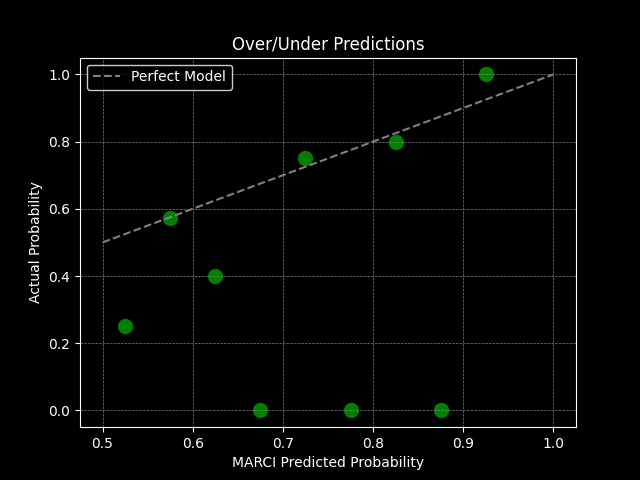 Over/Under Predictions
Perfect Model
1.0
0.8
0.6
0.4
0.2
0.0
Actual Probability
0.5 0.6 0.7 0.8 0.9 1.0
MARCI Predicted Probability